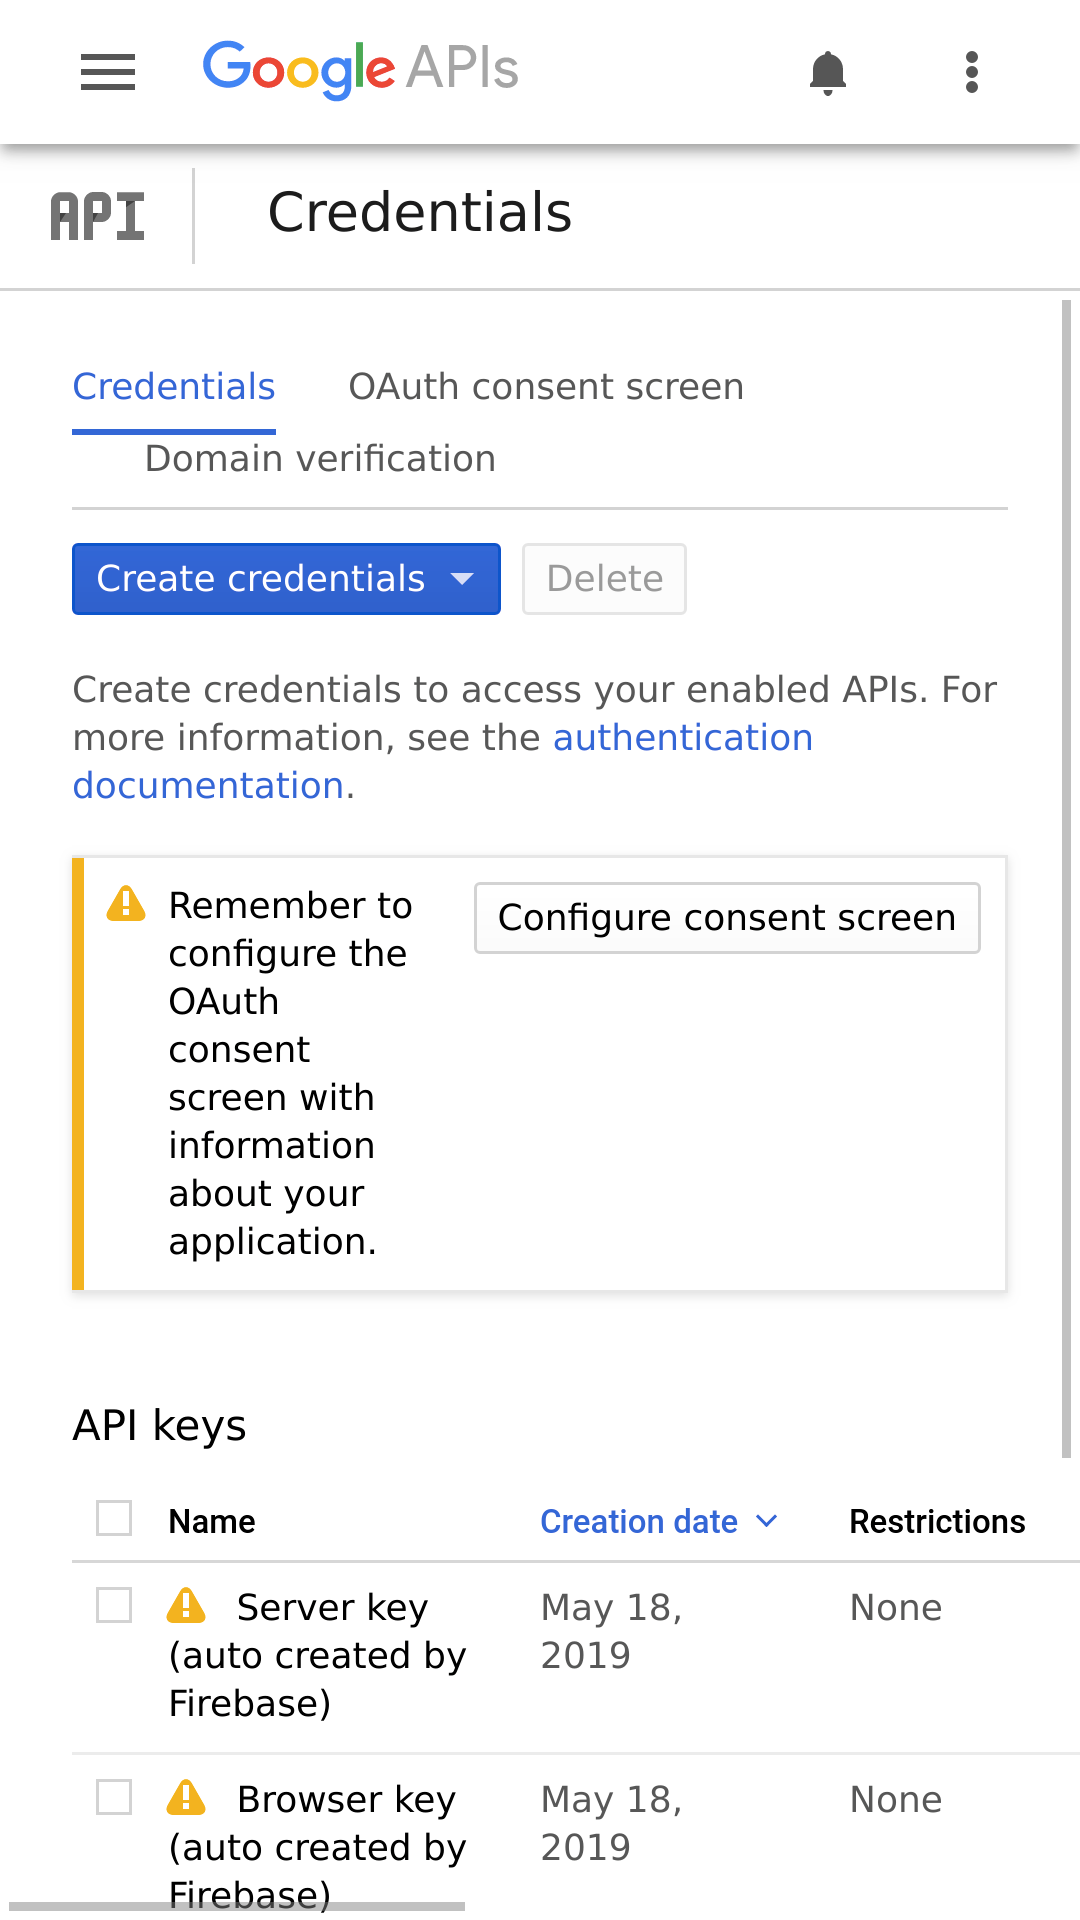 Google APIs
API Credentials
Credentials OAuth consent screen
Domain verification
Create credentials Delete
Create credentials to access your enabled APIs. For
more information, see the authentication
documentation.
Remember to
configure the
OAuth
consent
screen with
information
about your
application.
Configure consent screen
API keys
Name Creation date Restrictions
Server key May 18, None
(auto created by 2019
Firebase)
Browser key May 18, None
(auto created by 2019
Firebase)